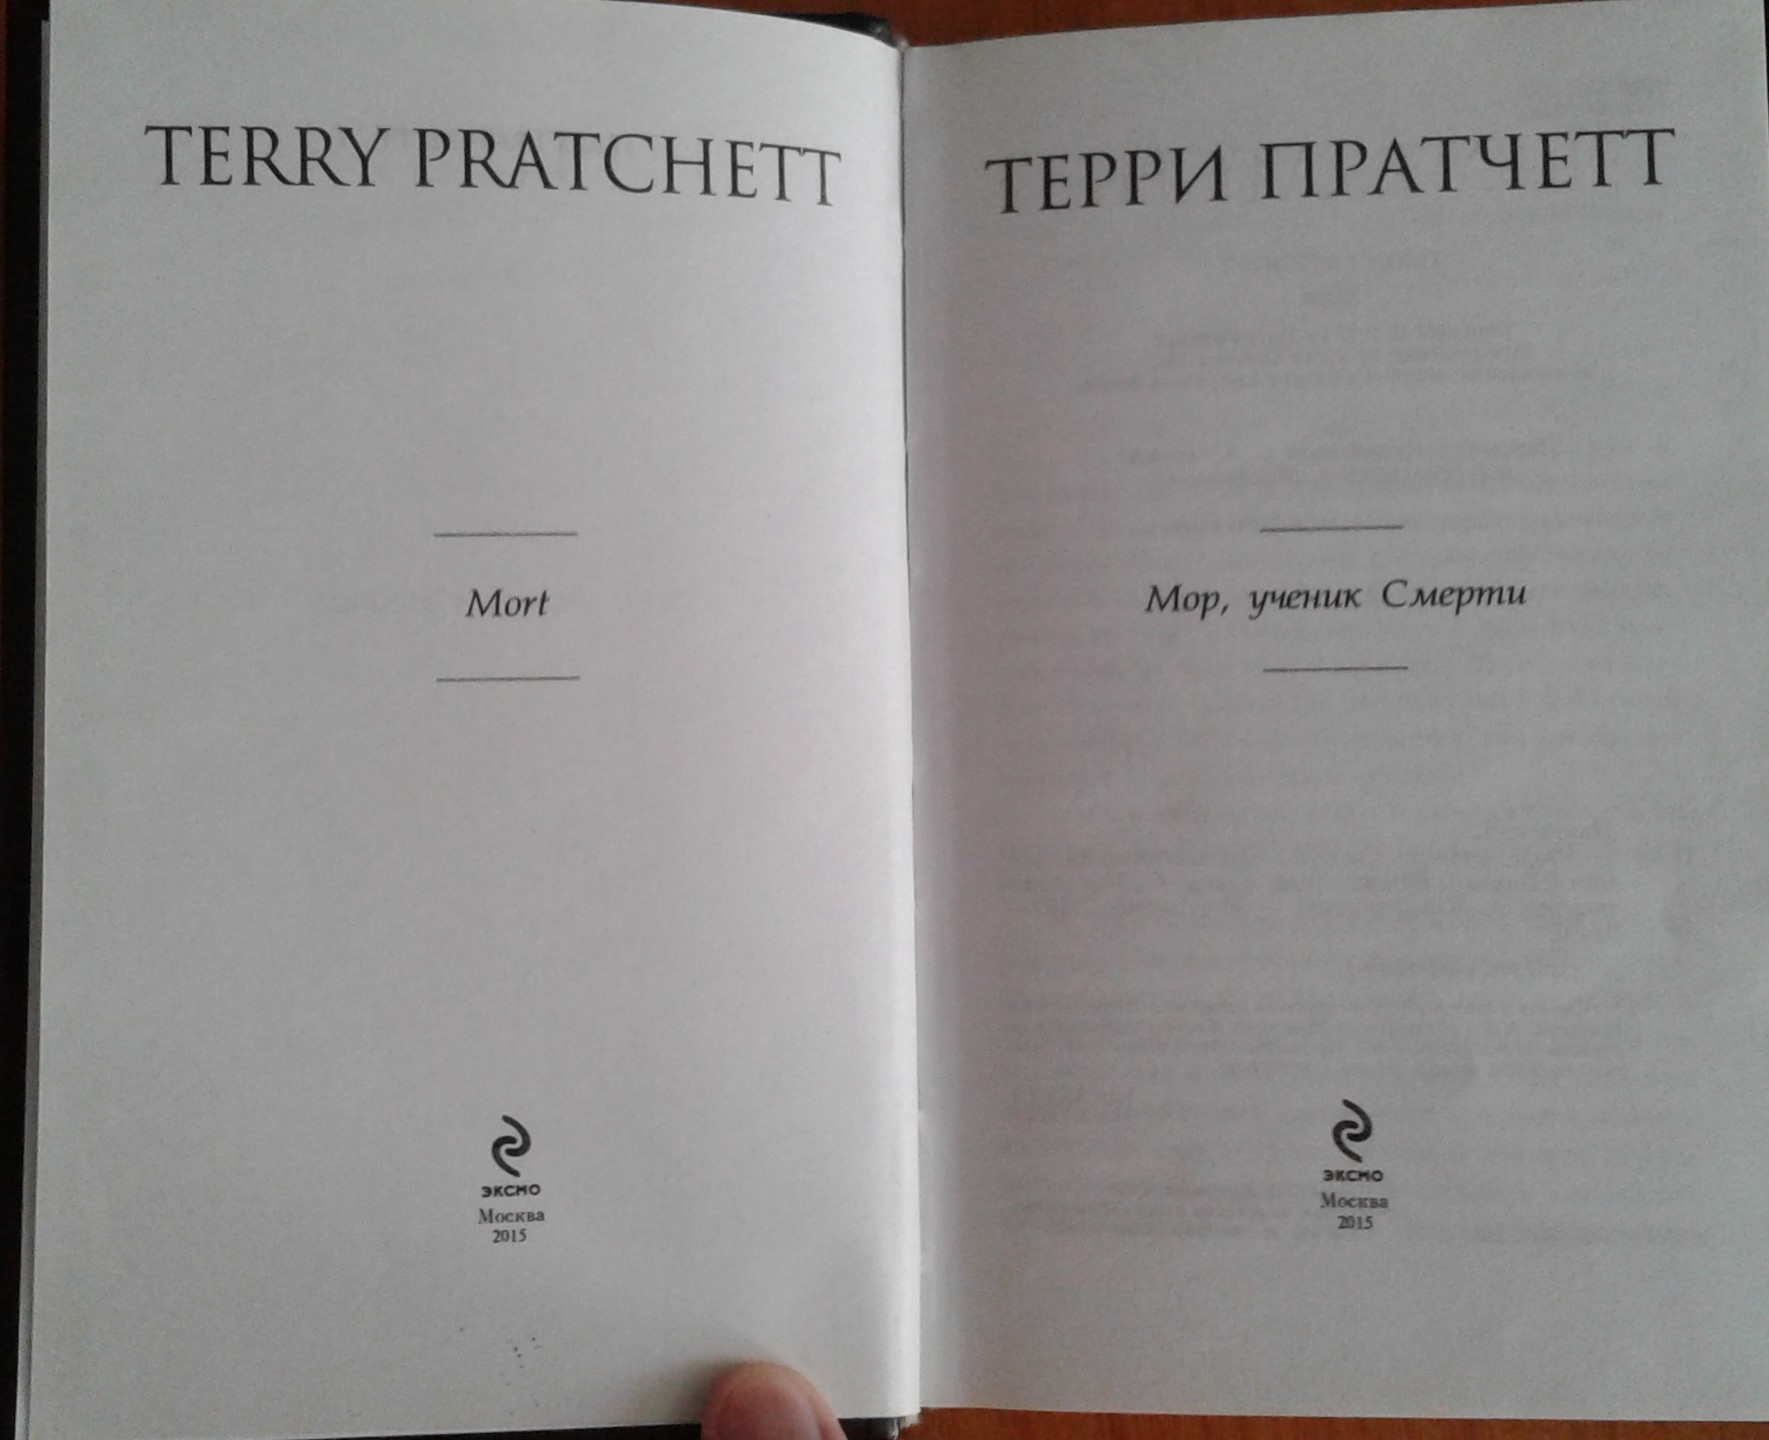 TERRY PRATCHETT
Mort
ЭКСМО
Москва
2015
ТЕРРИ ПРАТЧЕТТ
Мор, ученик Смерти
ЭКСМО
Москва
2015